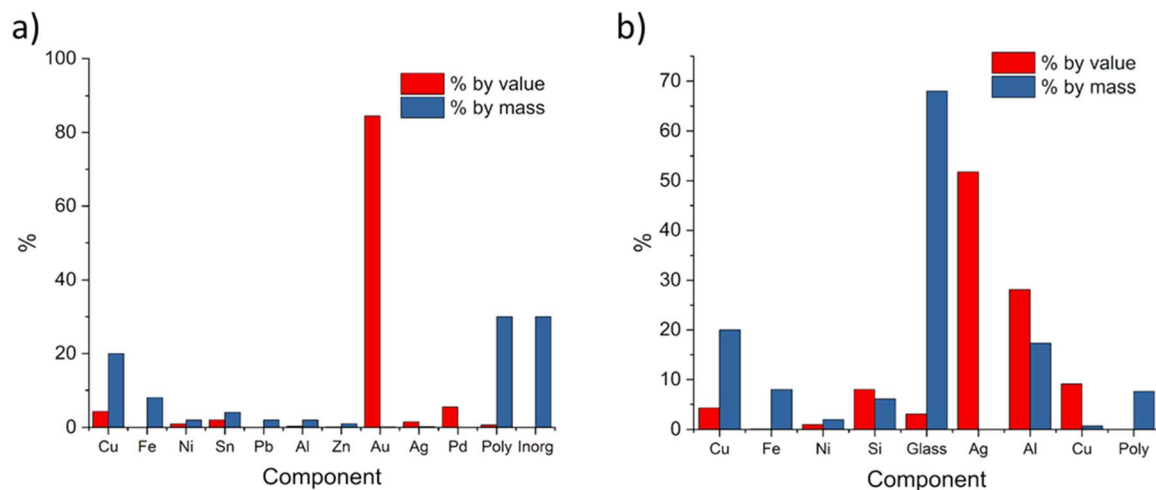 a)
100
80
60
40
20
0
%
% by value
% by mass
Cu Fe Ni Sn Pb Al Zn Au Ag Pd Poly Inorg
Component
b)
70
60
50
40
30
20
10
0
%
% by value
% by mass
Cu Fe Ni Si Glass Ag Al Cu Poly
Component